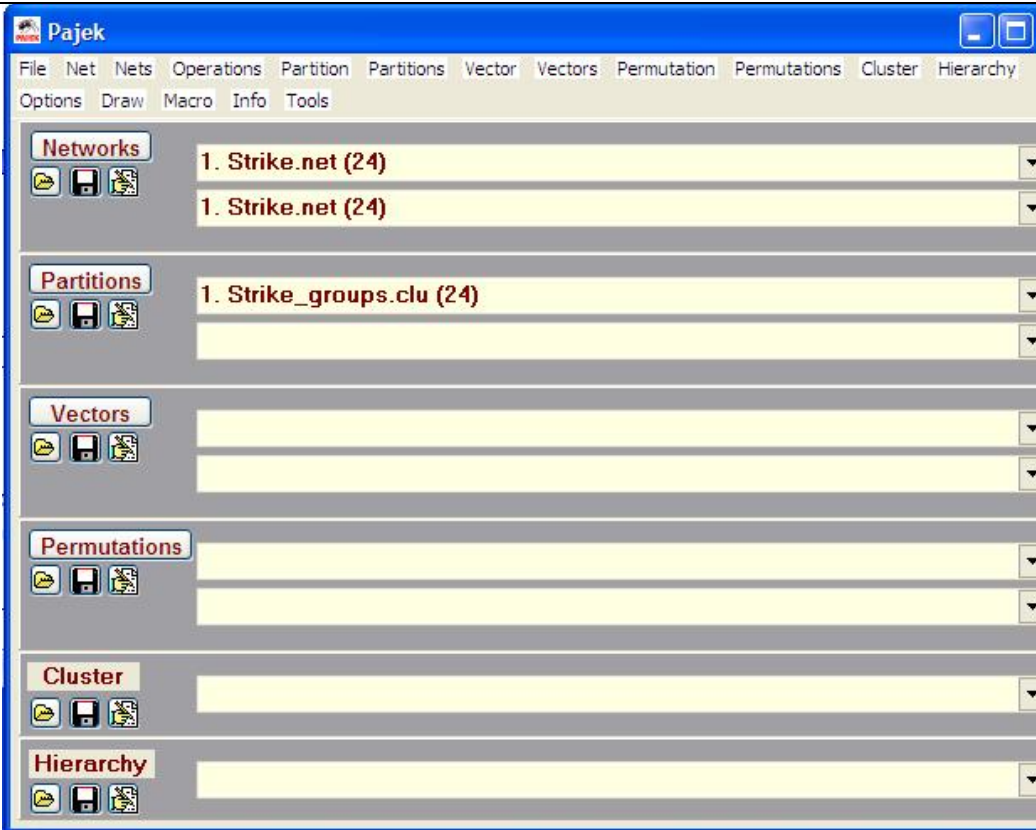 Pajek
File Net Nets Operations Partition Partitions Vector Vectors Permutation Permutations Cluster Hierarchy
Options Draw Macro Info Tools
Networks
1. Strike.net (24)
1. Strike.net (24)
Partitions
1. Strike_groups.clu (24)
Vectors
Permutations
Cluster
Hierarchy